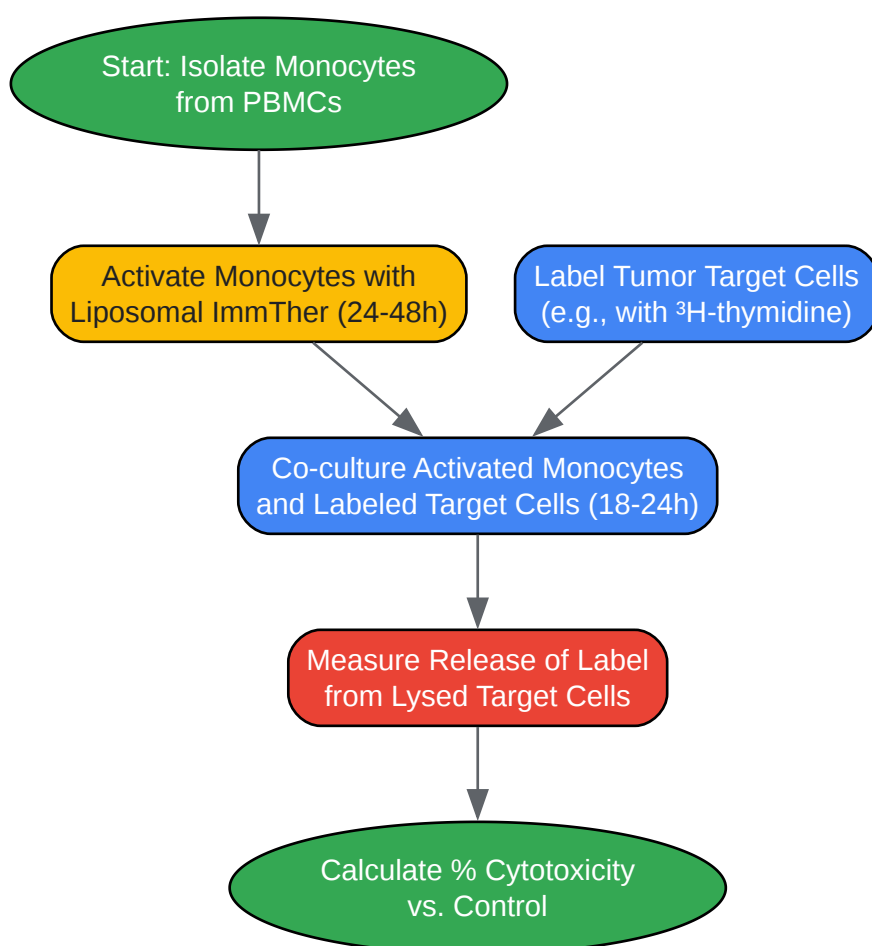 Start: Isolate Monocytes
from PBMCs
Activate Monocytes with
Liposomal ImmTher (24-48h)
Label Tumor Target Cells
(e.g., with ³H-thymidine)
Co-culture Activated Monocytes
and Labeled Target Cells (18-24h)
Measure Release of Label
from Lysed Target Cells
Calculate % Cytotoxicity
vs. Control